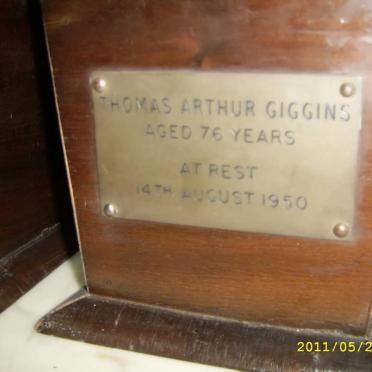 THOMAS ARTHUR GIGGINS
AGED 76 YEARS
AT REST
14TH AUGUST 1950
2011/05/2